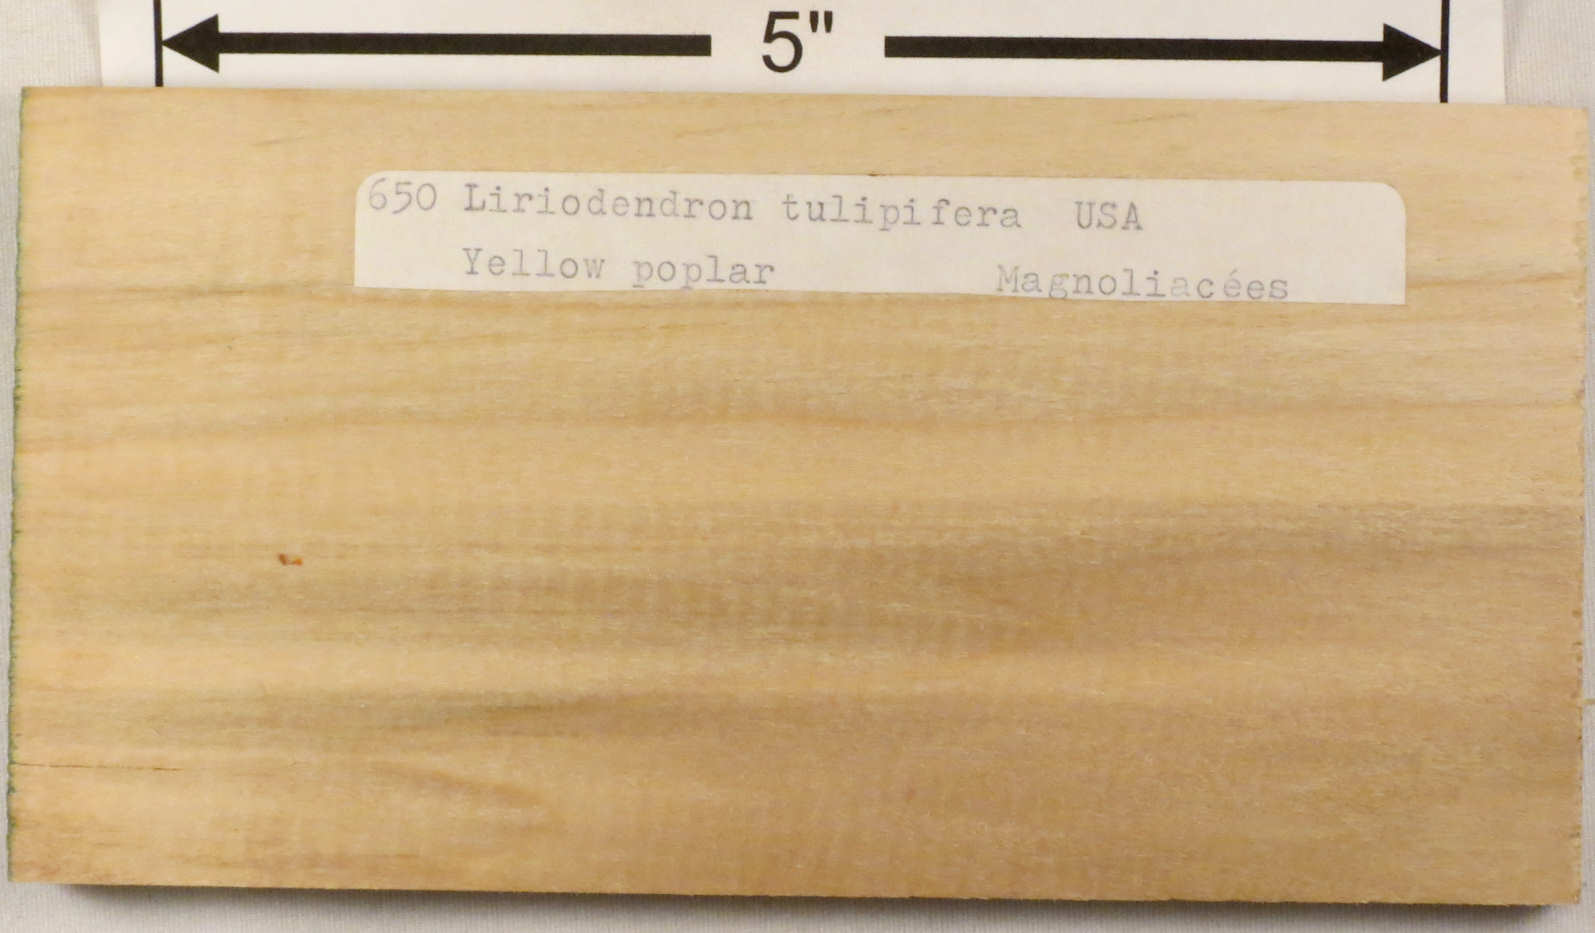 5"
650 Liriodendron tulipifera USA
Yellow poplar Magnoliacées